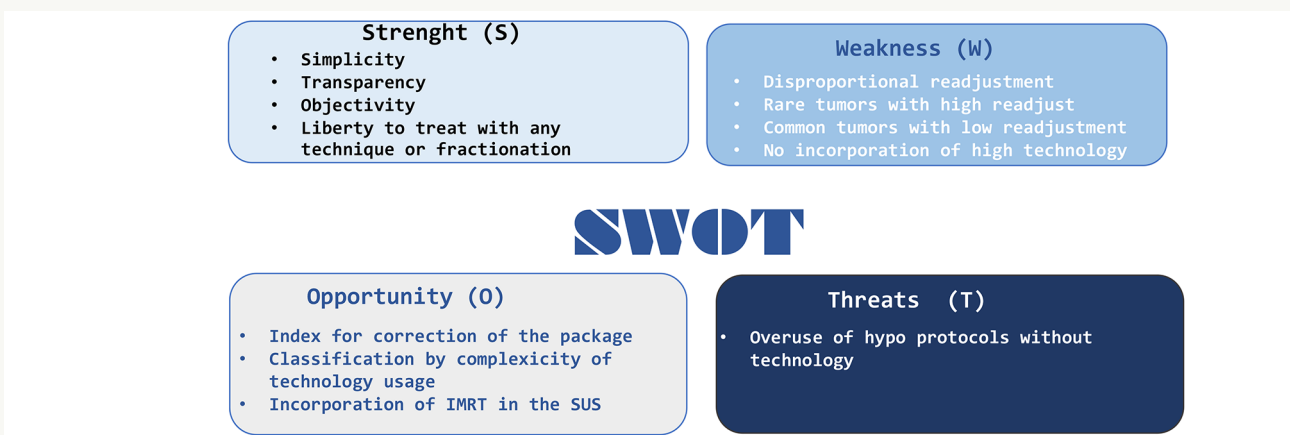 Strenght (S)
• Simplicity
• Transparency
• Objectivity
• Liberty to treat with any
technique or fractionation
Weakness (W)
• Disproportional readjustment
• Rare tumors with high readjust
• Common tumors with low readjustment
• No incorporation of high technology
SWOT
Opportunity (O)
• Index for correction of the package
• Classification by complexicity of
technology usage
• Incorporation of IMRT in the SUS
Threats (T)
• Overuse of hypo protocols without
technology